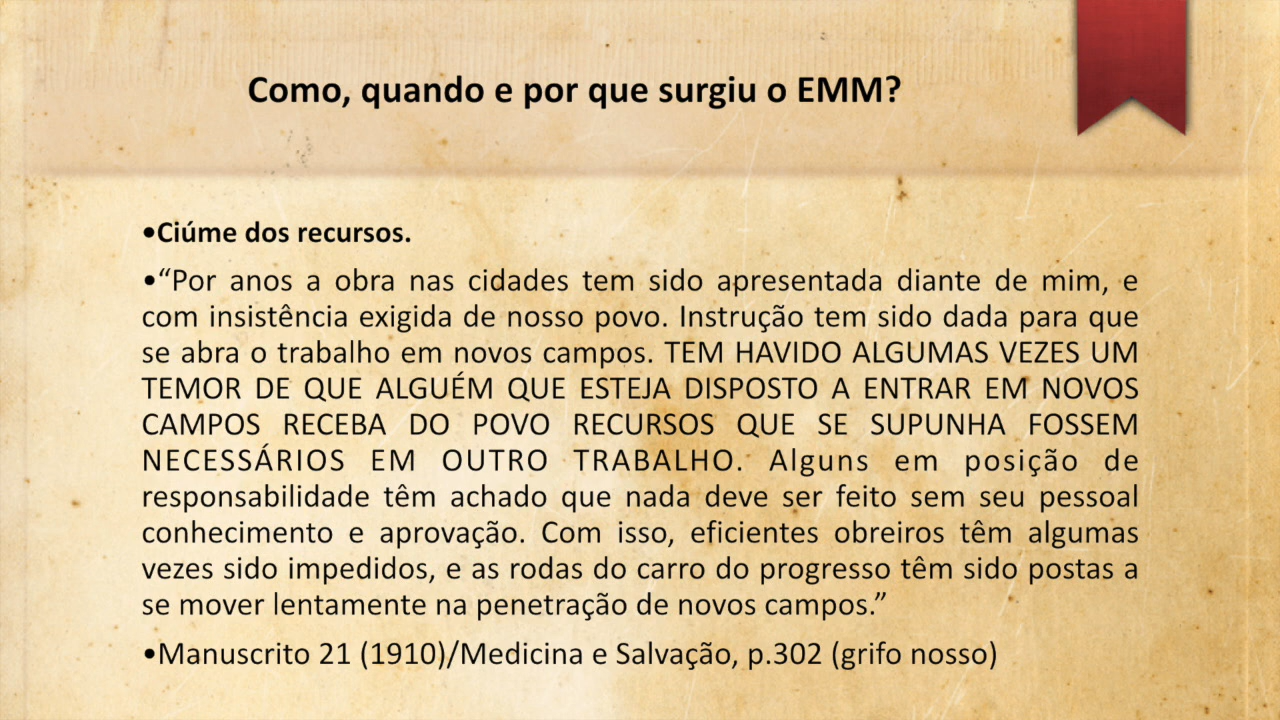 Como, quando e por que surgiu o EMM?
•Ciúme dos recursos.
•“Por anos a obra nas cidades tem sido apresentada diante de mim, e
com insistência exigida de nosso povo. Instrução tem sido dada para que
se abra o trabalho em novos campos. TEM HAVIDO ALGUMAS VEZES UM
TEMOR DE QUE ALGUÉM QUE ESTEJA DISPOSTO A ENTRAR EM NOVOS
CAMPOS RECEBA DO POVO RECURSOS QUE SE SUPUNHA FOSSEM
NECESSÁRIOS EM OUTRO TRABALHO. Alguns em posição de
responsabilidade têm achado que nada deve ser feito sem seu pessoal
conhecimento e aprovação. Com isso, eficientes obreiros têm algumas
vezes sido impedidos, e as rodas do carro do progresso têm sido postas a
se mover lentamente na penetração de novos campos.”
•Manuscrito 21 (1910)/Medicina e Salvação, p.302 (grifo nosso)